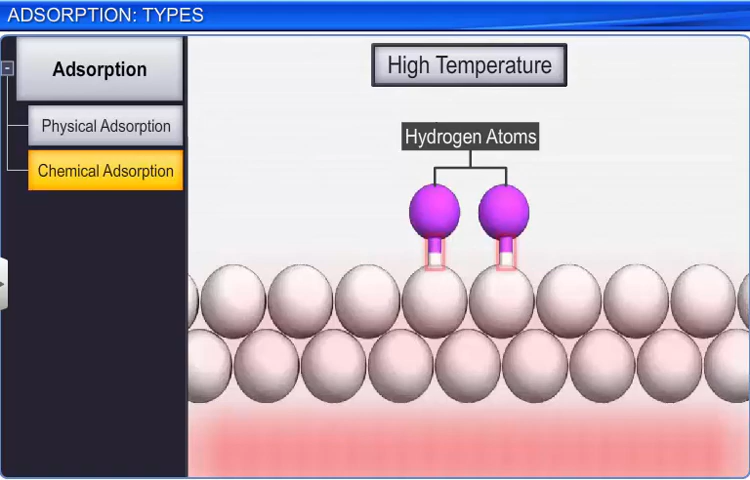 ADSORPTION: TYPES
Adsorption
Physical Adsorption
Chemical Adsorption
High Temperature
Hydrogen Atoms